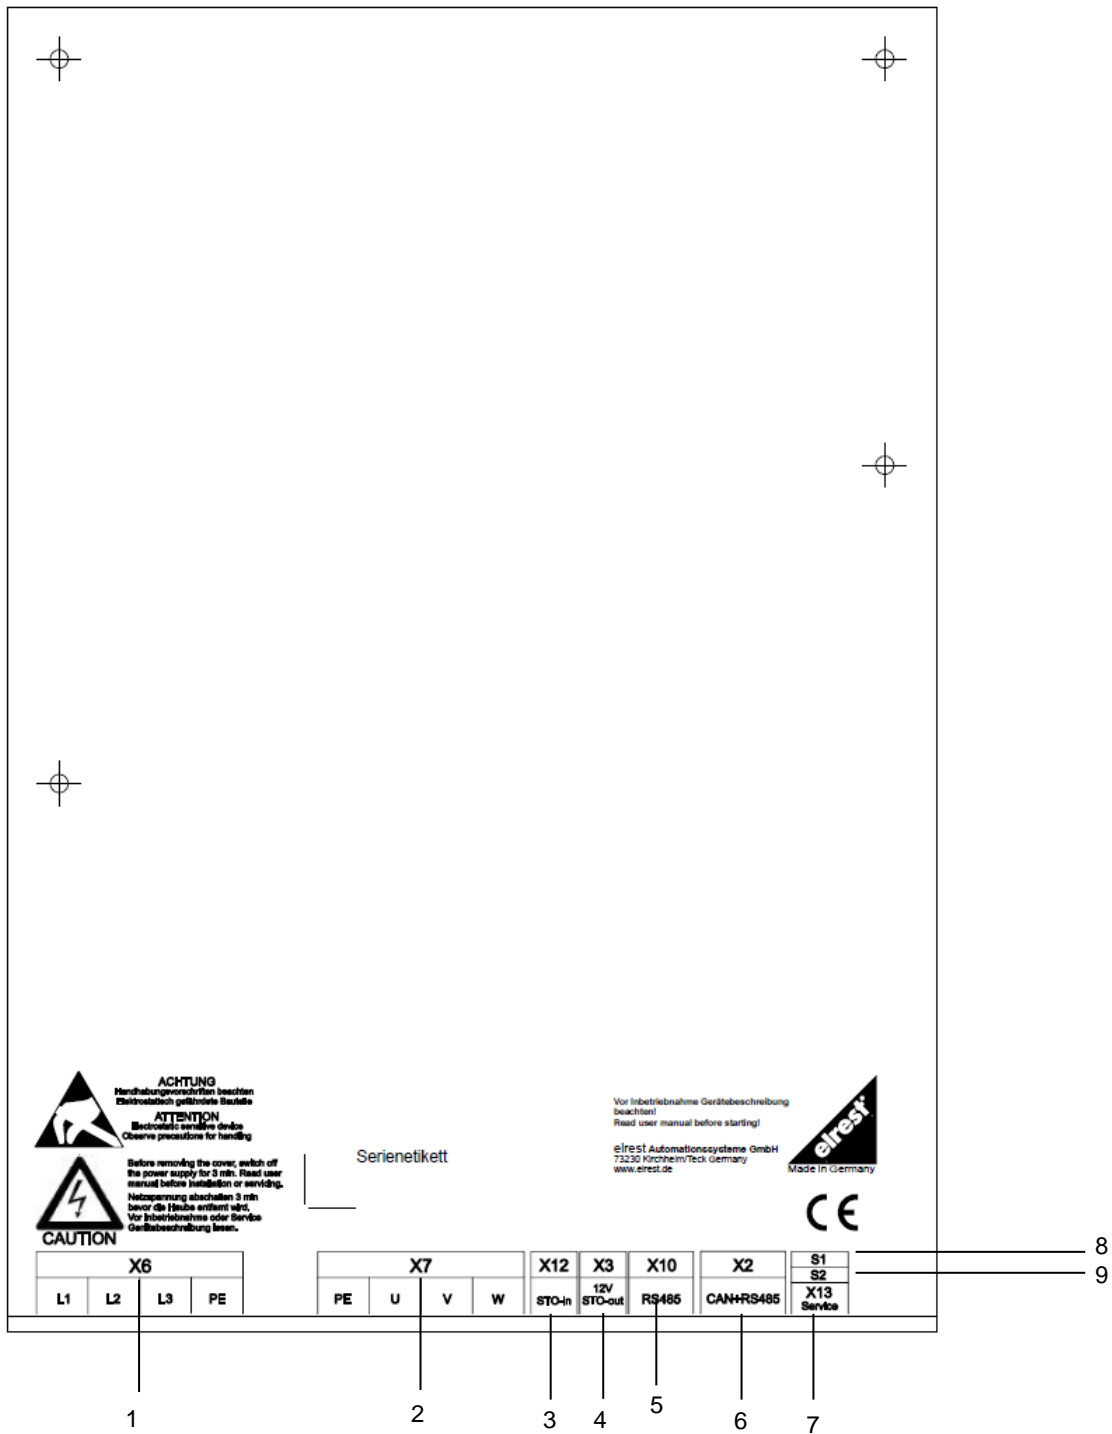 ACHTUNG
Handhabungsvorschriften beachten
Elektrostatisch gefährdete Bauteile
ATTENTION
Electrostatic sensitive device
Observe precautions for handling
Before removing the cover, switch off
the power supply for 3 min. Read user
manual before installation or servicing.
Netzspannung abschalten 3 min
bevor die Haube entfernt wird.
Vor Inbetriebnahme oder Service
Gerätebeschreibung lesen.
CAUTION
Serienetikett
Vor Inbetriebnahme Gerätebeschreibung
beachten!
Read user manual before starting!
elrest Automationssysteme GmbH
73230 Kirchheim/Teck Germany
www.elrest.de
elrest
Made in Germany
CE
X6
L1 L2 L3 PE
X7
PE U V W
X12
STO-in
X3
12V
STO-out
X10
RS485
X2
CAN+RS485
S1
S2
X13
Service
8
9
1
2
3
4
5
6
7